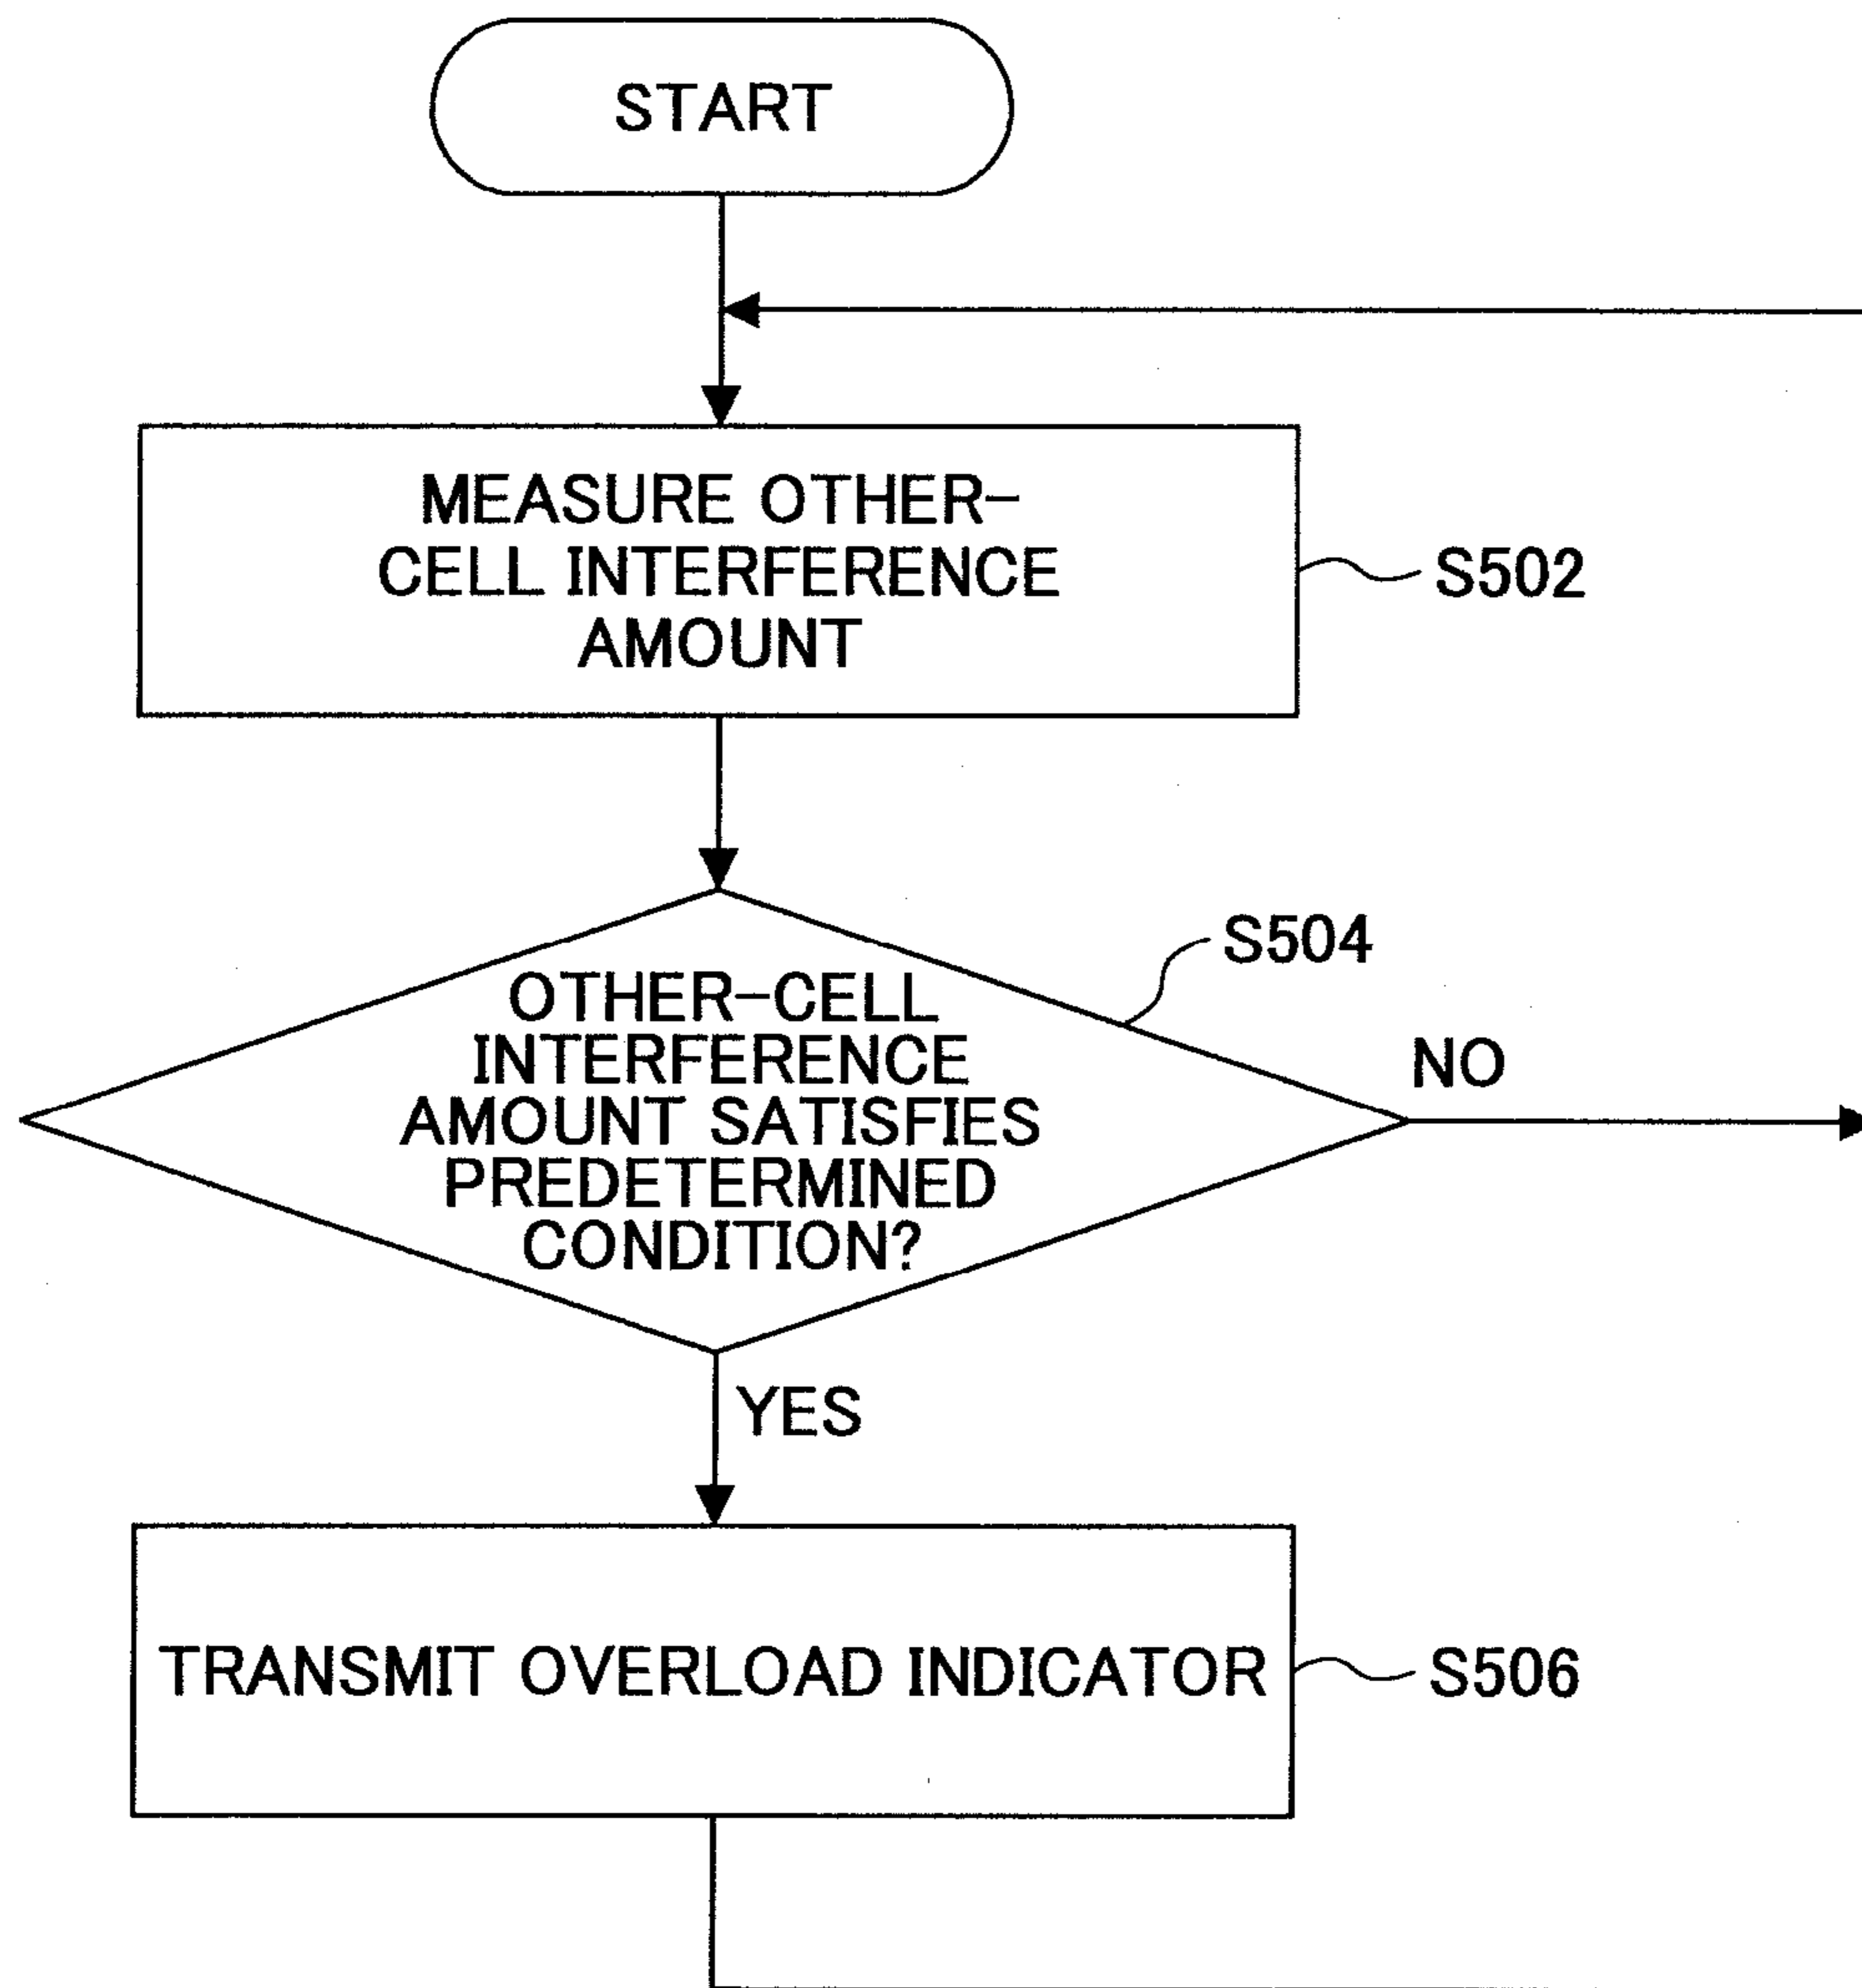 START
MEASURE OTHER-
CELL INTERFERENCE
AMOUNT
S502
S504
OTHER-CELL
INTERFERENCE
AMOUNT SATISFIES
PREDETERMINED
CONDITION?
NO
YES
TRANSMIT OVERLOAD INDICATOR
S506